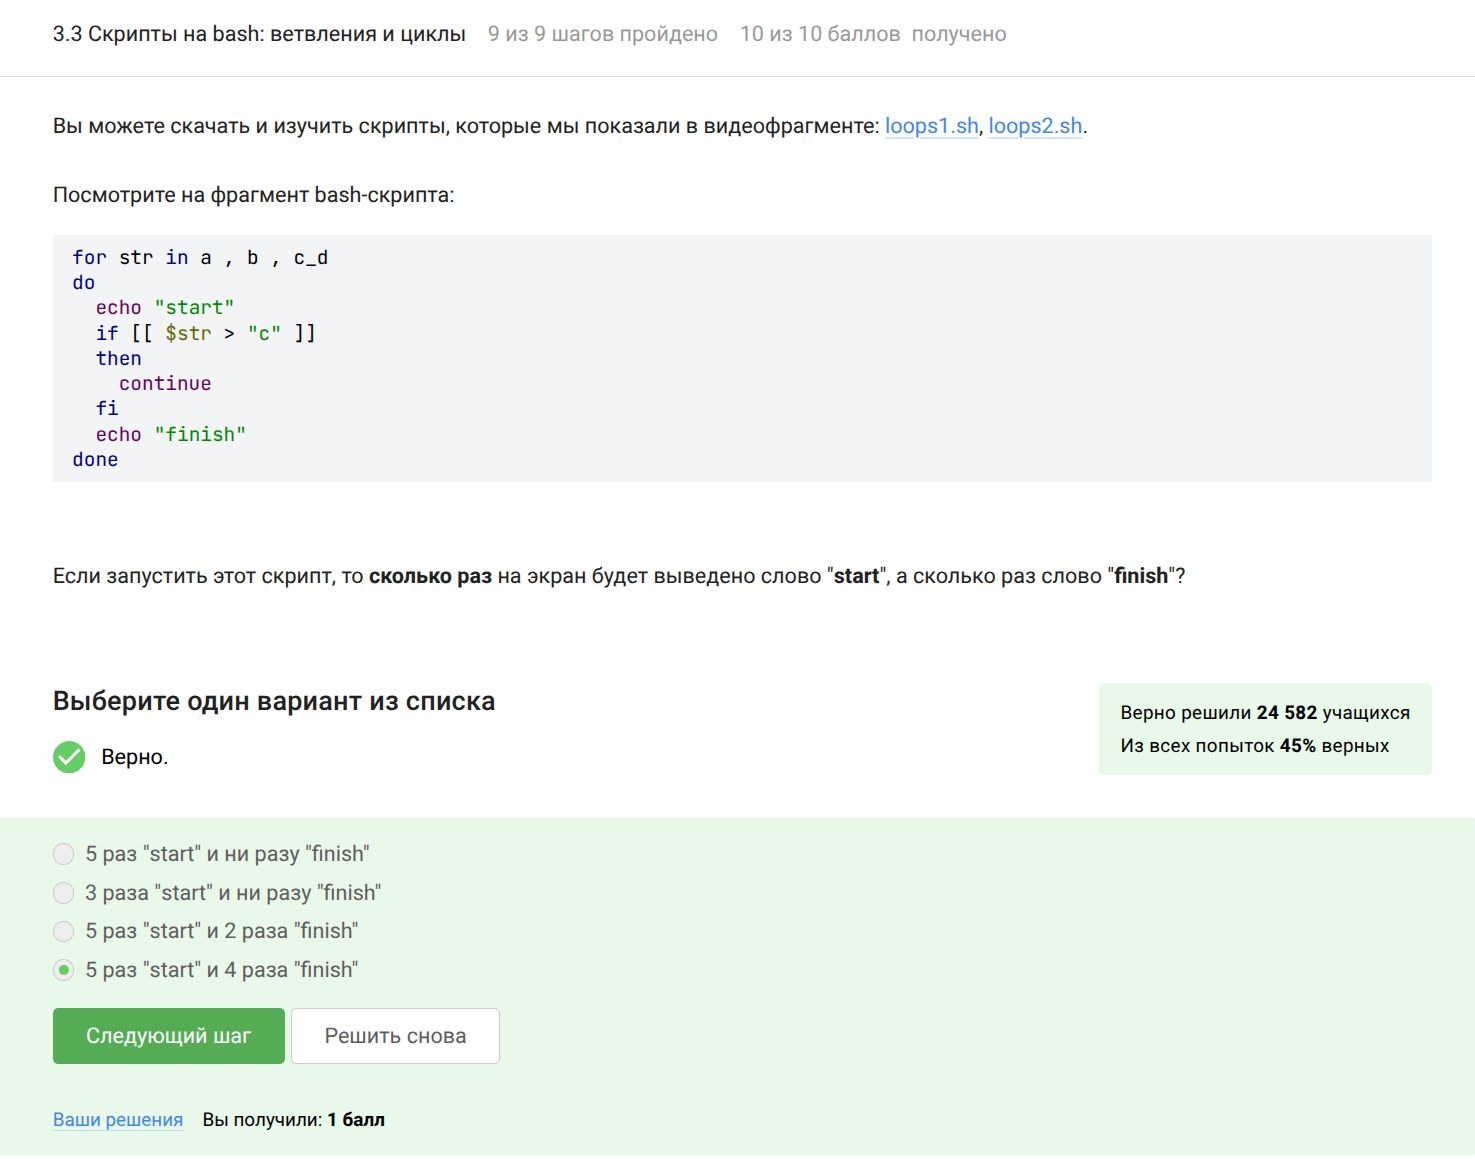 3.3 Скрипты на bash: ветвления и циклы 9 из 9 шагов пройдено 10 из 10 баллов получено
Вы можете скачать и изучить скрипты, которые мы показали в видеофрагменте: loops1.sh, loops2.sh.
Посмотрите на фрагмент bash-скрипта:
for str in a , b , c_d
do
  echo "start"
  if [[ $str > "c" ]]
  then
    continue
  fi
  echo "finish"
done
Если запустить этот скрипт, то сколько раз на экран будет выведено слово "start", а сколько раз слово "finish"?
Выберите один вариант из списка
Верно.
Верно решили 24 582 учащихся
Из всех попыток 45% верных
5 раз "start" и ни разу "finish"
3 раза "start" и ни разу "finish"
5 раз "start" и 2 раза "finish"
5 раз "start" и 4 раза "finish"
Следующий шаг Решить снова
Ваши решения Вы получили: 1 балл